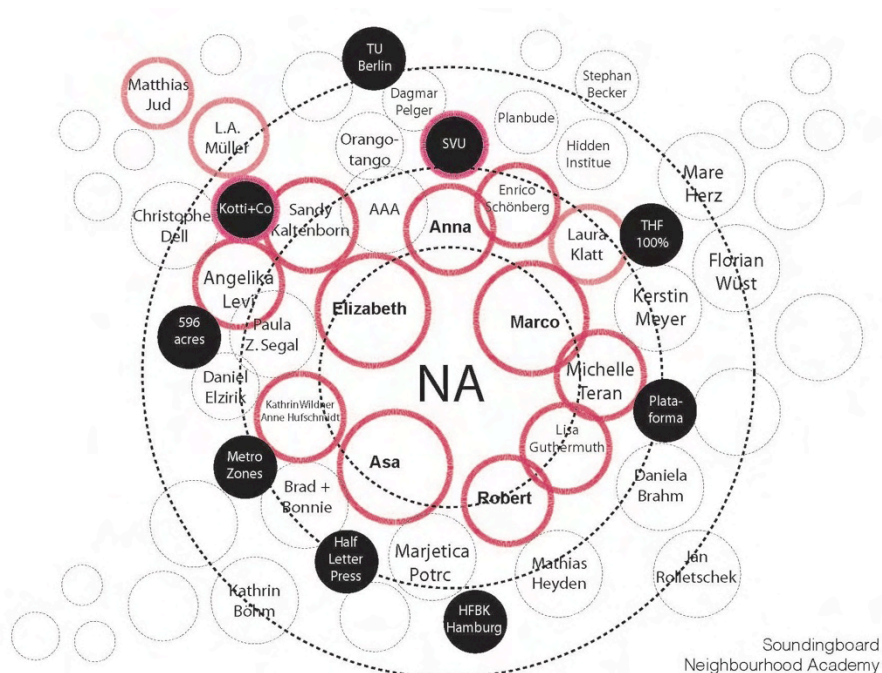 TU
Berlin
Stephan
Becker
Matthias
Jud
Dagmar
Pelger
Planbude
L.A.
Müller
Orango-
tango
SVU
Hidden
Institue
Mare
Herz
Kotti+Co
Christophe
Dell
Sandy
Kaltenborn
AAA
Anna
Enrico
Schönberg
Laura
Klatt
THF
100%
Florian
Wüst
Angelika
Levi
Elizabeth
Marco
Kerstin
Meyer
596
acres
Paula
Z. Segal
NA
Michelle
Teran
Daniel
Elzirik
Kathrin Wildner
Anne Hufschmidt
Plata-
forma
Lisa
Guthermuth
Metro
Zones
Asa
Brad +
Bonnie
Robert
Daniela
Brahm
Half
Letter
Press
Marjetica
Potrc
Mathias
Heyden
Jan
Rolletschek
Kathrin
Böhm
HFBK
Hamburg
Soundingboard
Neighbourhood Academy